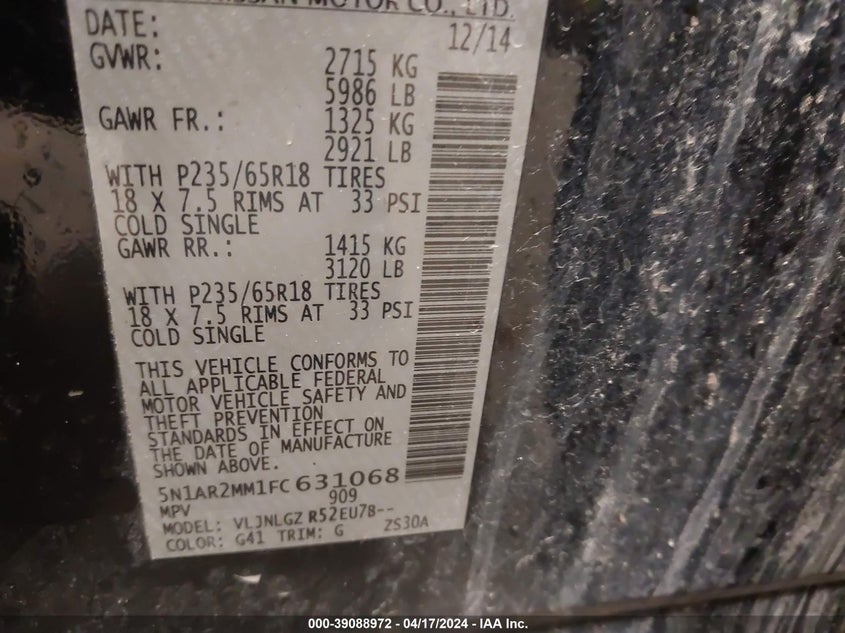 MOTOR CO., LTD.
DATE: 12/14
GVWR: 2715 KG
5986 LB
GAWR FR.: 1325 KG
2921 LB
WITH P235/65R18 TIRES
18 X 7.5 RIMS AT 33 PSI
COLD SINGLE
GAWR RR.: 1415 KG
3120 LB
WITH P235/65R18 TIRES
18 X 7.5 RIMS AT 33 PSI
COLD SINGLE
THIS VEHICLE CONFORMS TO
ALL APPLICABLE FEDERAL
MOTOR VEHICLE SAFETY AND
THEFT PREVENTION
STANDARDS IN EFFECT ON
THE DATE OF MANUFACTURE
SHOWN ABOVE.
5N1AR2MM1FC631068
MPV 909
MODEL: VLJNLGZ R52EU78--
COLOR: G41 TRIM: G ZS30A
000-39088972 - 04/17/2024 - IAA Inc.